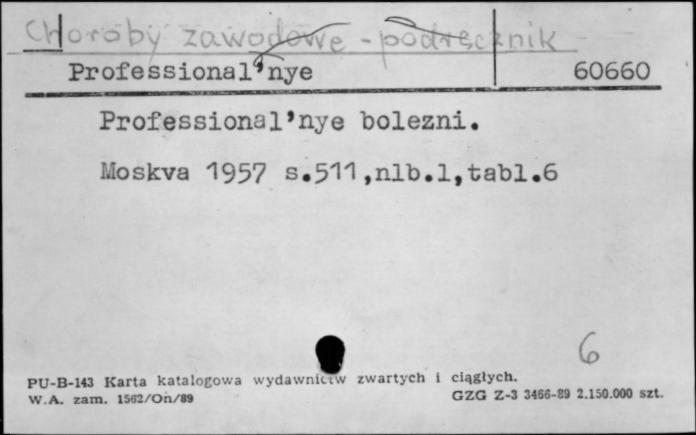 Choroby zawodowe - podręcznik
Professional'nye 60660
Professional'nye bolezni.
Moskva 1957 s.511,nlb.1,tabl.6
6
PU-B-143 Karta katalogowa wydawnictw zwartych i ciągłych.
W.A. zam. 1562/Oń/89 GZG Z-3 3466-89 2.150.000 szt.